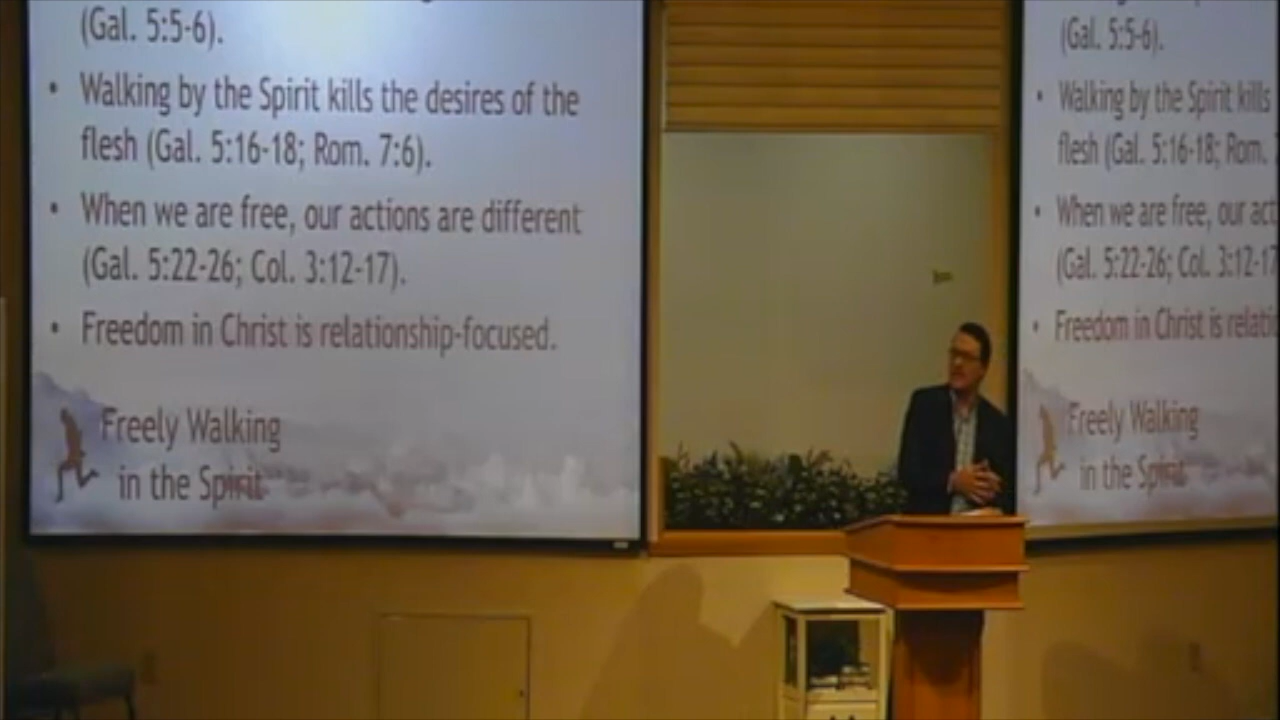 (Gal. 5:5-6).
• Walking by the Spirit kills the desires of the
flesh (Gal. 5:16-18; Rom. 7:6).
• When we are free, our actions are different
(Gal. 5:22-26; Col. 3:12-17).
• Freedom in Christ is relationship-focused.
Freely Walking
in the Spirit
(Gal. 5:5-6).
• Walking by the Spirit kills
flesh (Gal. 5:16-18; Rom.
• When we are free, our act
(Gal. 5:22-26; Col. 3:12-17
• Freedom in Christ is relati
Freely Walking
in the Spirit